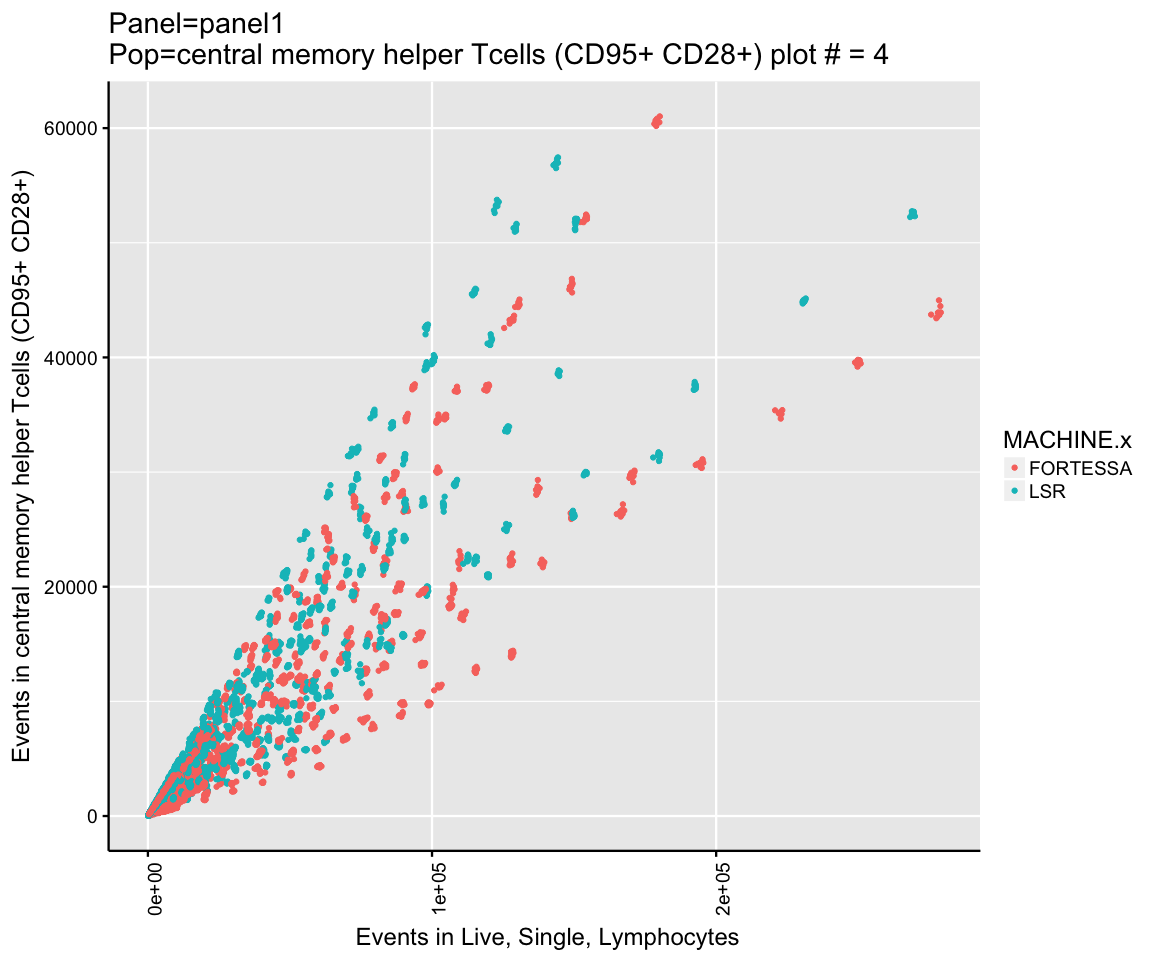 Panel=panel1
Pop=central memory helper Tcells (CD95+ CD28+) plot # = 4
Events in central memory helper Tcells (CD95+ CD28+)
60000
40000
20000
0
0e+00
1e+05
2e+05
Events in Live, Single, Lymphocytes
MACHINE.x
FORTESSA
LSR